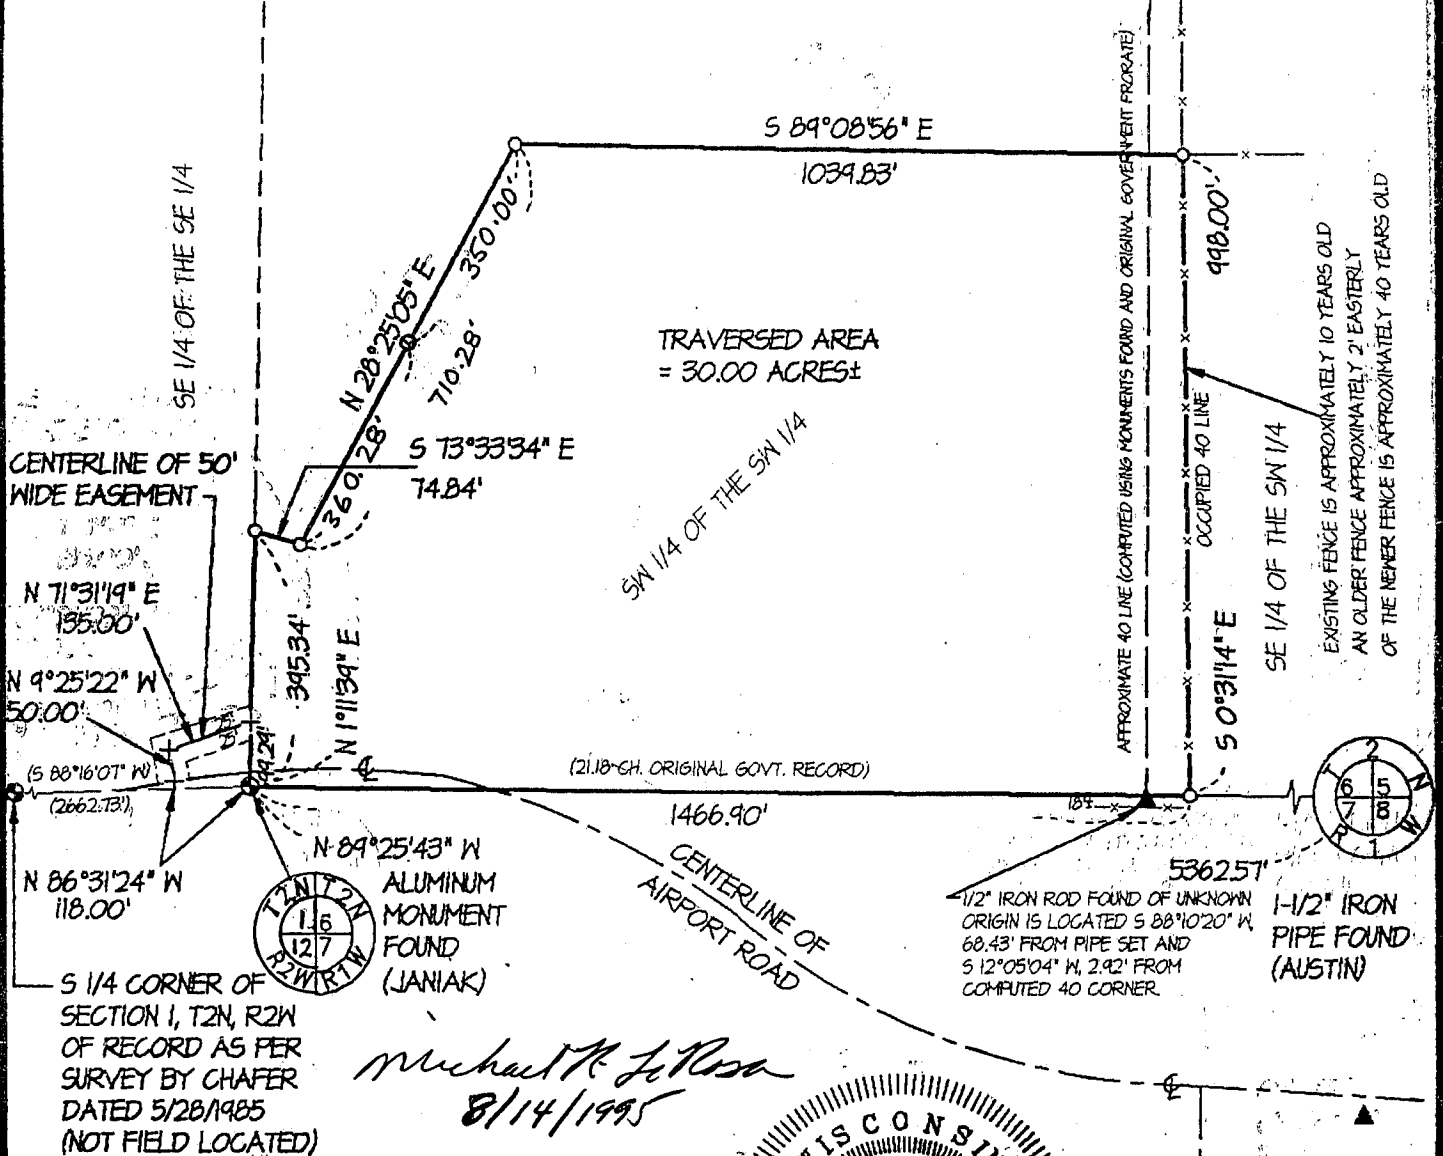 S 89°08'56" E
1039.83'
998.00'
350.00'
N 28°25'05" E
710.28'
360.28'
SE 1/4 OF THE SE 1/4
TRAVERSED AREA
= 30.00 ACRES±
S 73°33'34" E
74.84'
SW 1/4 OF THE SW 1/4
APPROXIMATE 40 LINE (COMPUTED USING MONUMENTS FOUND AND ORIGINAL GOVERNMENT PRORATE)
OCCUPIED 40 LINE
S 0°31'14" E
SE 1/4 OF THE SW 1/4
EXISTING FENCE IS APPROXIMATELY 10 YEARS OLD
AN OLDER FENCE APPROXIMATELY 2' EASTERLY
OF THE NEWER FENCE IS APPROXIMATELY 40 YEARS OLD
CENTERLINE OF 50'
WIDE EASEMENT
N 71°31'19" E
135.00'
N 9°25'22" W
50.00'
395.34'
N 1°11'39" E
25'
25'
(S 88°16'07" W)
(2662.73')
N 86°31'24" W
118.00'
(21.18 CH. ORIGINAL GOVT. RECORD)
1466.90'
N 89°25'43" W
184
5362.57'
ALUMINUM
MONUMENT
FOUND
(JANIAK)
T2N T2N
1 6
12 7
R2W R1W
CENTERLINE OF
AIRPORT ROAD
1/2" IRON ROD FOUND OF UNKNOWN
ORIGIN IS LOCATED S 88°10'20" W,
68.43' FROM PIPE SET AND
S 12°05'04" W, 2.92' FROM
COMPUTED 40 CORNER.
T 2 N
6 5
7 8
R 1 W
1-1/2" IRON
PIPE FOUND
(AUSTIN)
S 1/4 CORNER OF
SECTION 1, T2N, R2W
OF RECORD AS PER
SURVEY BY CHAFER
DATED 5/28/1985
(NOT FIELD LOCATED)
8/14/1995